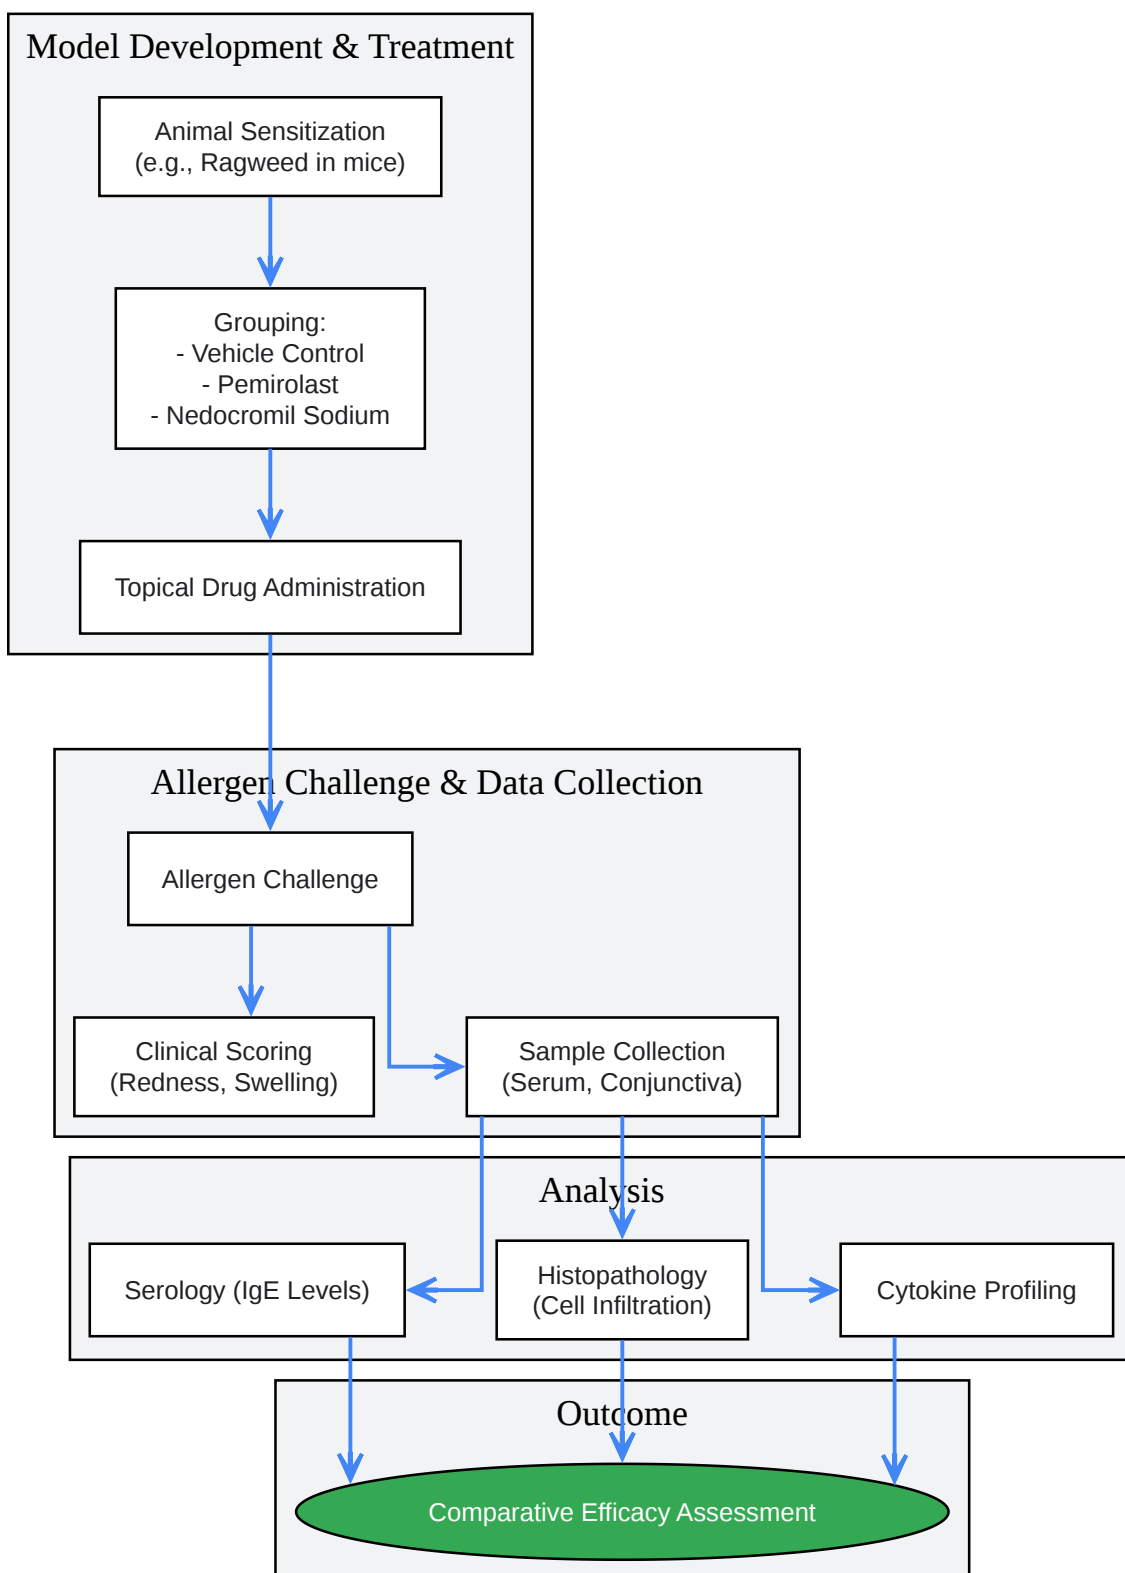 Model Development & Treatment
Animal Sensitization
(e.g., Ragweed in mice)
Grouping:
- Vehicle Control
- Pemirolast
- Nedocromil Sodium
Topical Drug Administration
Allergen Challenge & Data Collection
Allergen Challenge
Clinical Scoring
(Redness, Swelling)
Sample Collection
(Serum, Conjunctiva)
Analysis
Serology (IgE Levels)
Histopathology
(Cell Infiltration)
Cytokine Profiling
Outcome
Comparative Efficacy Assessment